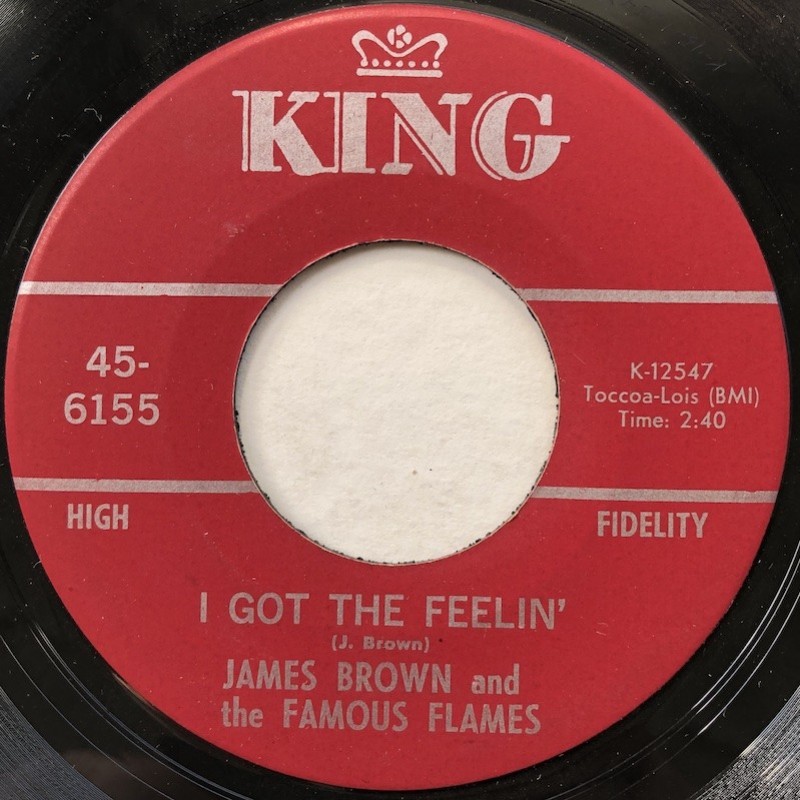 KING
45-
6155
K-12547
Toccoa-Lois (BMI)
Time: 2:40
HIGH
FIDELITY
I GOT THE FEELIN'
(J. Brown)
JAMES BROWN and
the FAMOUS FLAMES